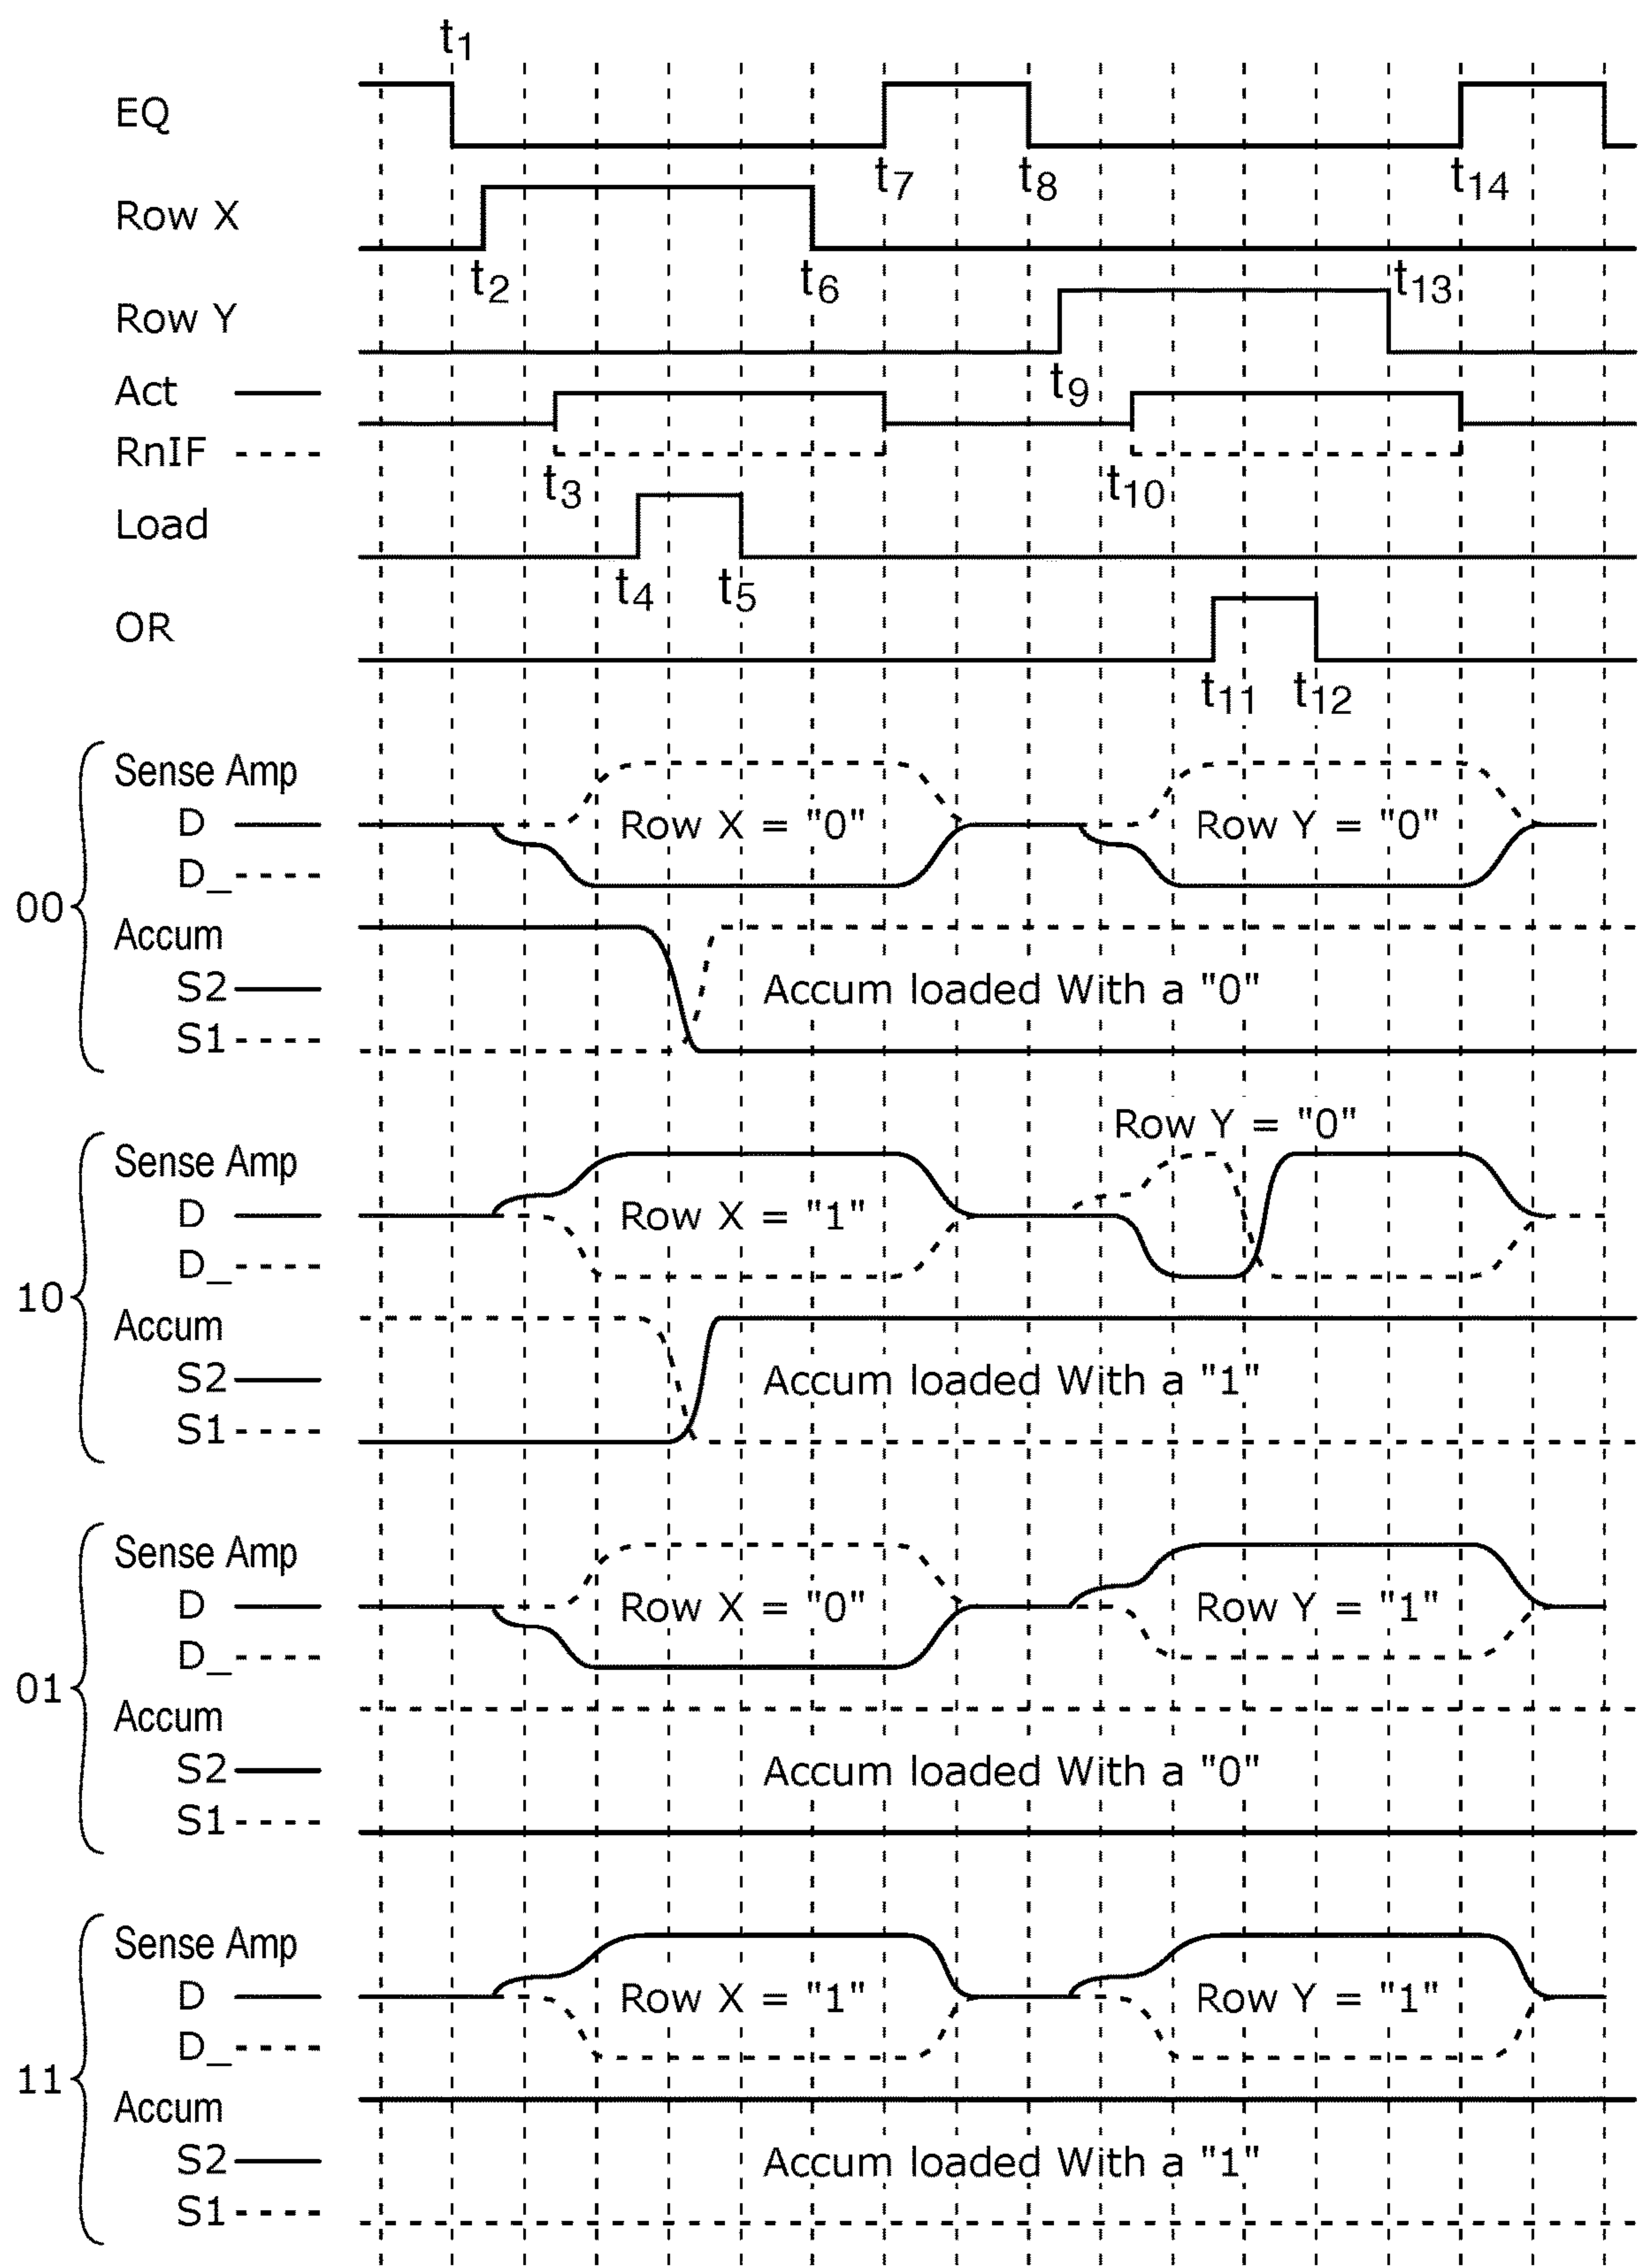 t1
EQ
t7 t8 t14
Row X
t2 t6 t13
Row Y
t9
Act
RnIF
t3 t10
Load
t4 t5
OR
t11 t12
00
Sense Amp
D
D_
Row X = "0" Row Y = "0"
Accum
S2
S1
Accum loaded With a "0"
Row Y = "0"
10
Sense Amp
D
D_
Row X = "1"
Accum
S2
S1
Accum loaded With a "1"
01
Sense Amp
D
D_
Row X = "0" Row Y = "1"
Accum
S2
S1
Accum loaded With a "0"
11
Sense Amp
D
D_
Row X = "1" Row Y = "1"
Accum
S2
S1
Accum loaded With a "1"